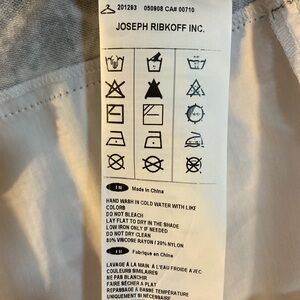 201293 050908 CA# 00710
JOSEPH RIBKOFF INC.
EN Made in China
HAND WASH IN COLD WATER WITH LIKE
COLORS
DO NOT BLEACH
LAY FLAT TO DRY IN THE SHADE
LOW IRON ONLY IF NEEDED
DO NOT DRY CLEAN
80% VISCOSE RAYON / 20% NYLON
FR Fabriqué en Chine
LAVAGE À LA MAIN À L'EAU FROIDE AVEC
COULEURS SIMILAIRES
NE PAS BLANCHIR
FAIRE SÉCHER À PLAT
REPASSAGE À BASSE TEMPÉRATURE
UNIQUEMENT SI NÉCESSAIRE